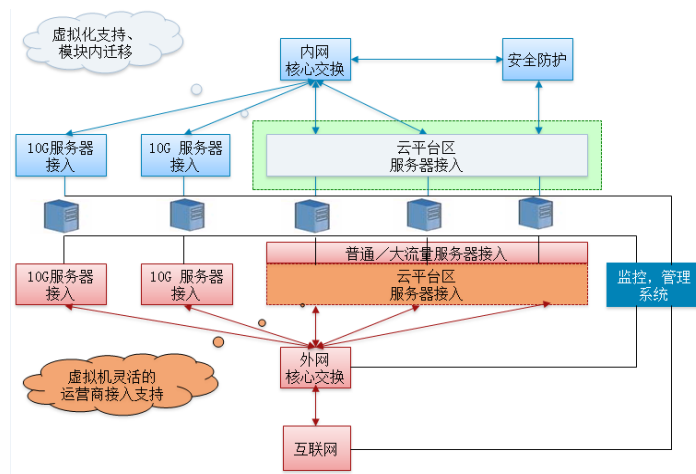 虚拟化支持、
模块内迁移
内网
核心交换
安全防护
10G服务器
接入
10G 服务器
接入
云平台区
服务器接入
普通／大流量服务器接入
10G服务器
接入
10G 服务器
接入
云平台区
服务器接入
监控，管理
系统
外网
核心交换
虚拟机灵活的
运营商接入支持
互联网